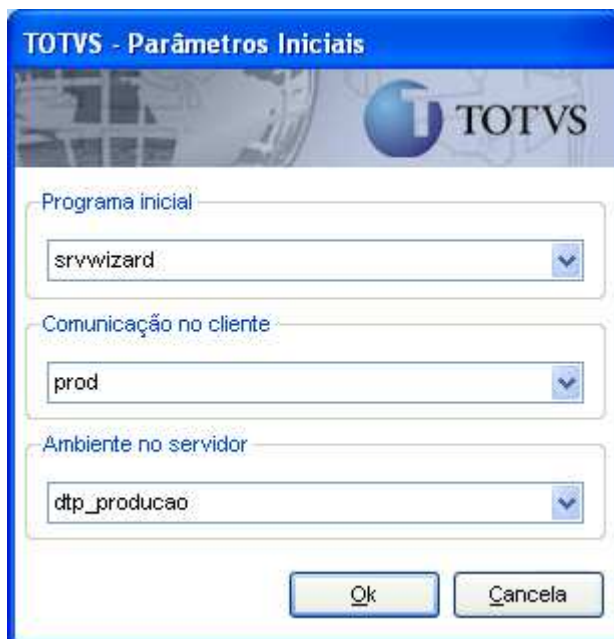 TOTVS - Parâmetros Iniciais
TOTVS
Programa inicial
srvwizard
Comunicação no cliente
prod
Ambiente no servidor
dtp_producao
Ok
Cancela